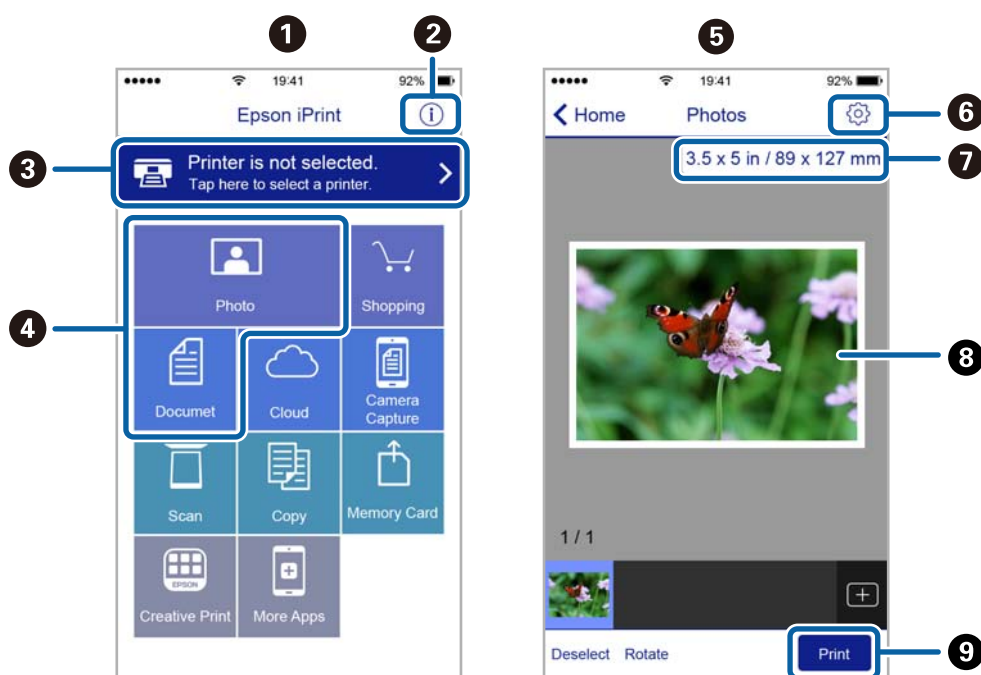 1
2
19:41
92%
Epson iPrint
3
Printer is not selected.
Tap here to select a printer.
4
Photo
Shopping
Documet
Cloud
Camera
Capture
Scan
Copy
Memory Card
EPSON
Creative Print
More Apps
5
19:41
92%
Home
Photos
6
3.5 x 5 in / 89 x 127 mm
7
8
1 / 1
Deselect
Rotate
Print
9